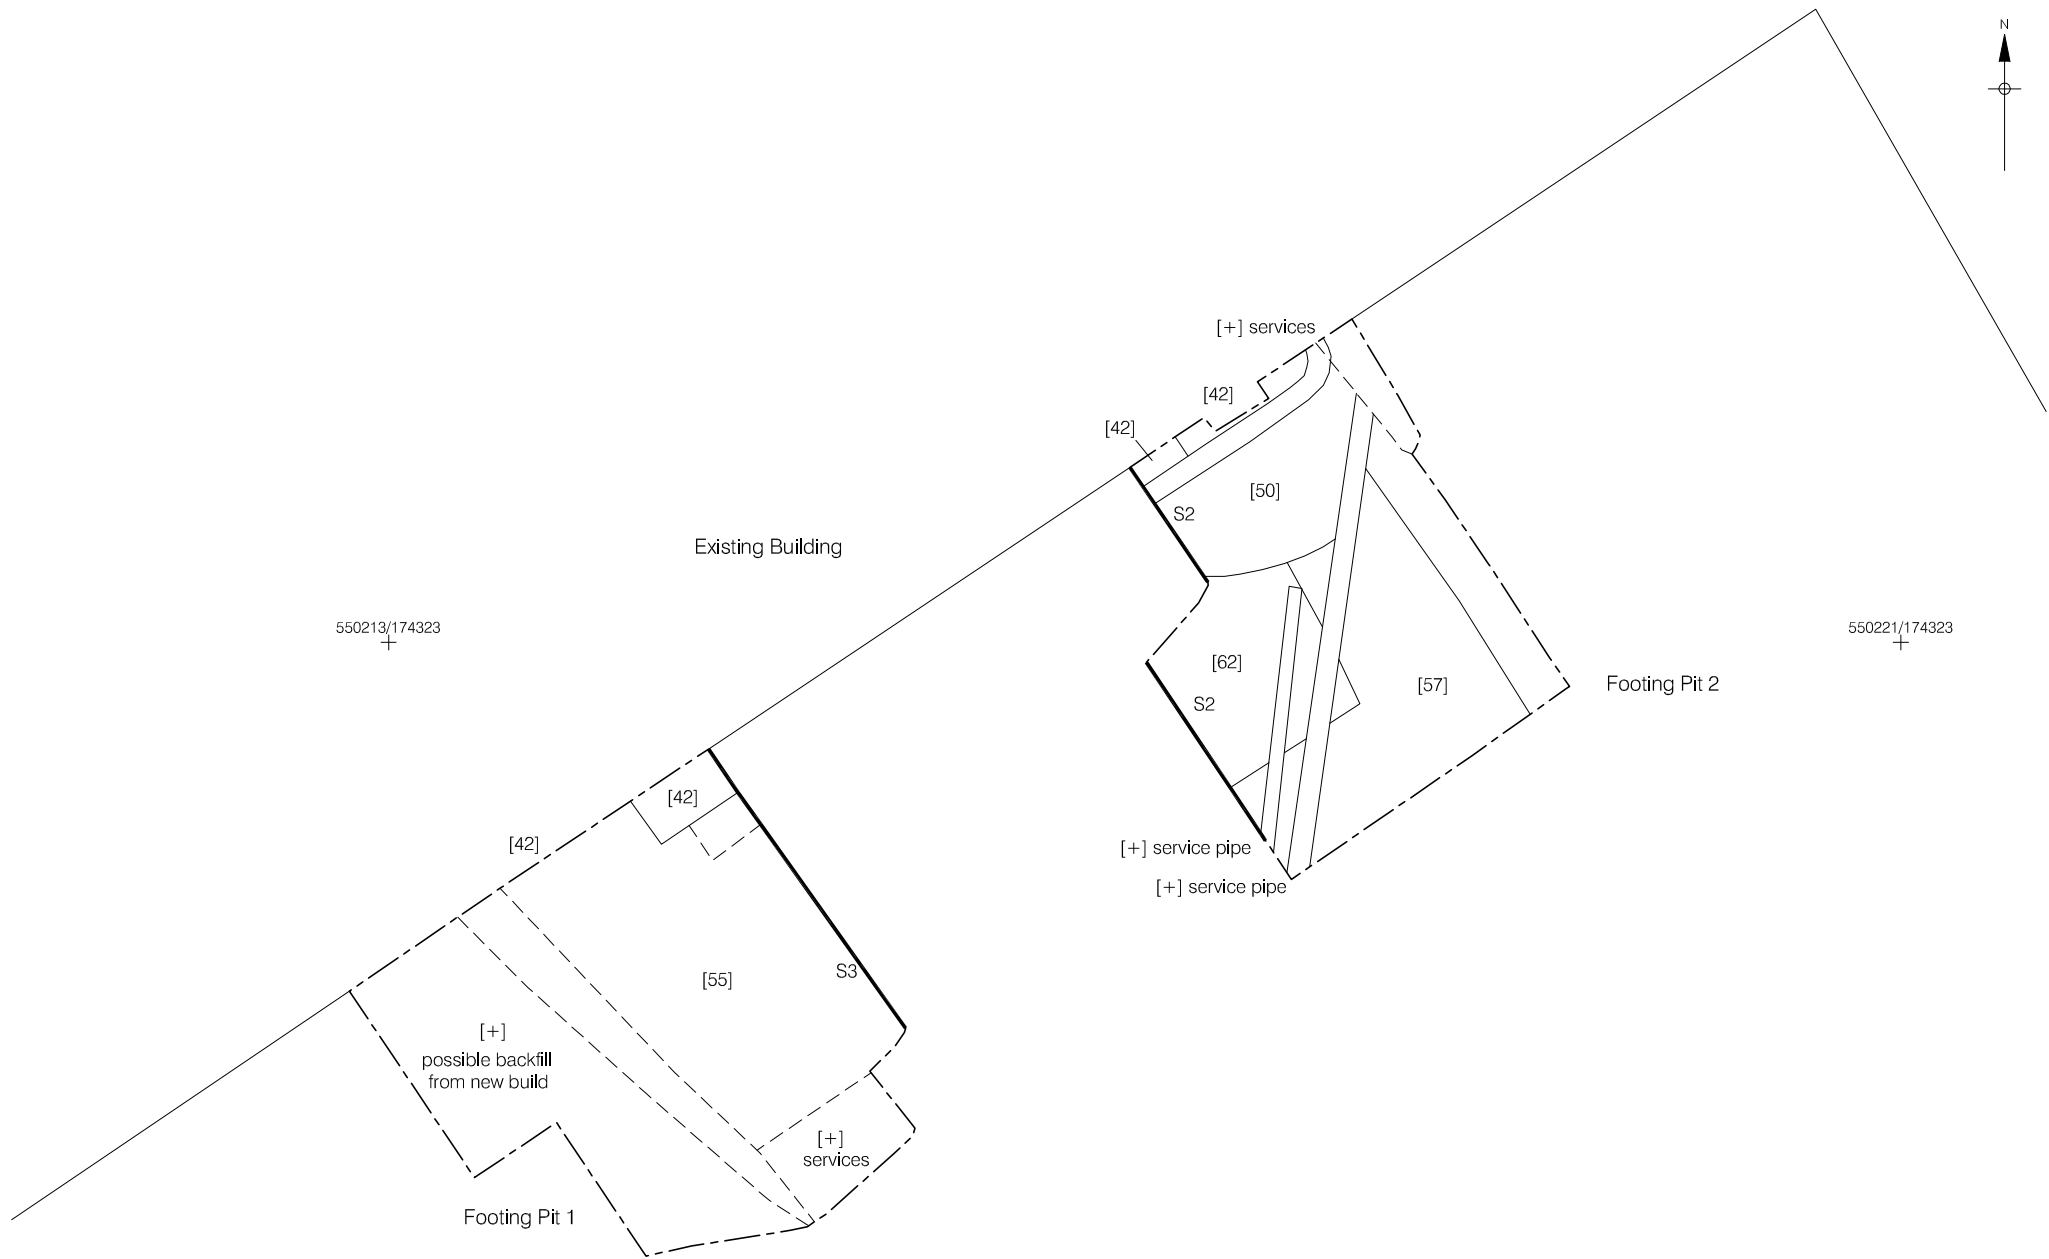 N
[+] services
[42]
[42]
[50]
S2
Existing Building
550213/174323
550221/174323
[62]
[57]
Footing Pit 2
S2
[42]
[42]
[+] service pipe
[+] service pipe
S3
[55]
[+]
possible backfill
from new build
[+]
services
Footing Pit 1